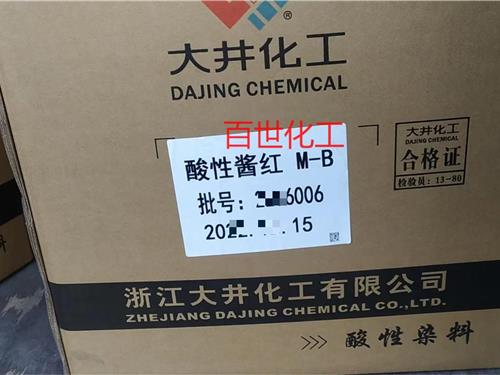 ®
大井化工
DAJING CHEMICAL
百世化工
酸性酱红 M-B
批号: 6006
2022. .15
大井化工
合格证
检验员: 13-80
浙江大井化工有限公司
ZHEJIANG DAJING CHEMICAL CO.,LTD.
>>> 酸性染料